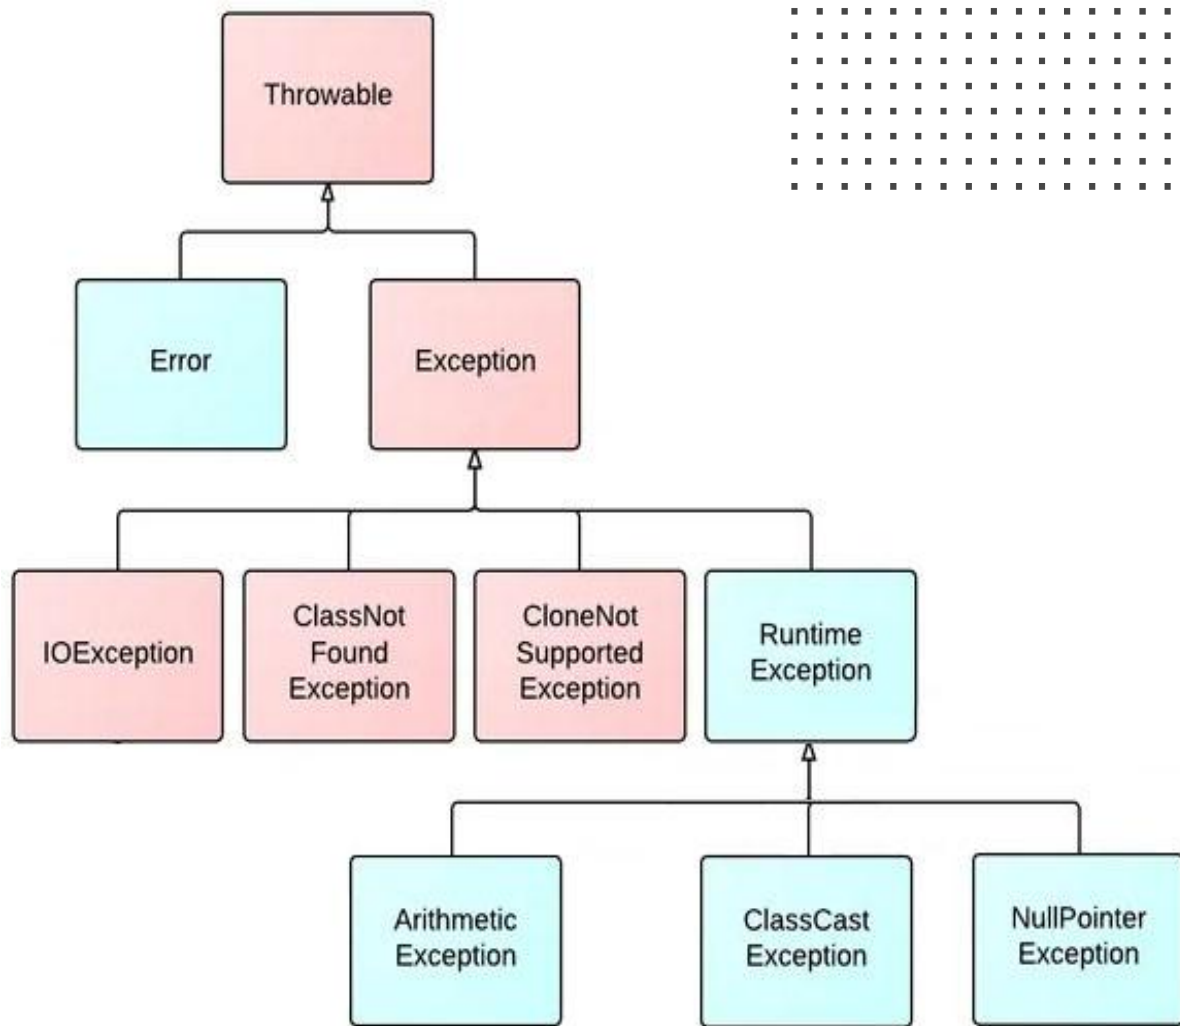 Throwable
Error
Exception
IOException
ClassNot
Found
Exception
CloneNot
Supported
Exception
Runtime
Exception
Arithmetic
Exception
ClassCast
Exception
NullPointer
Exception